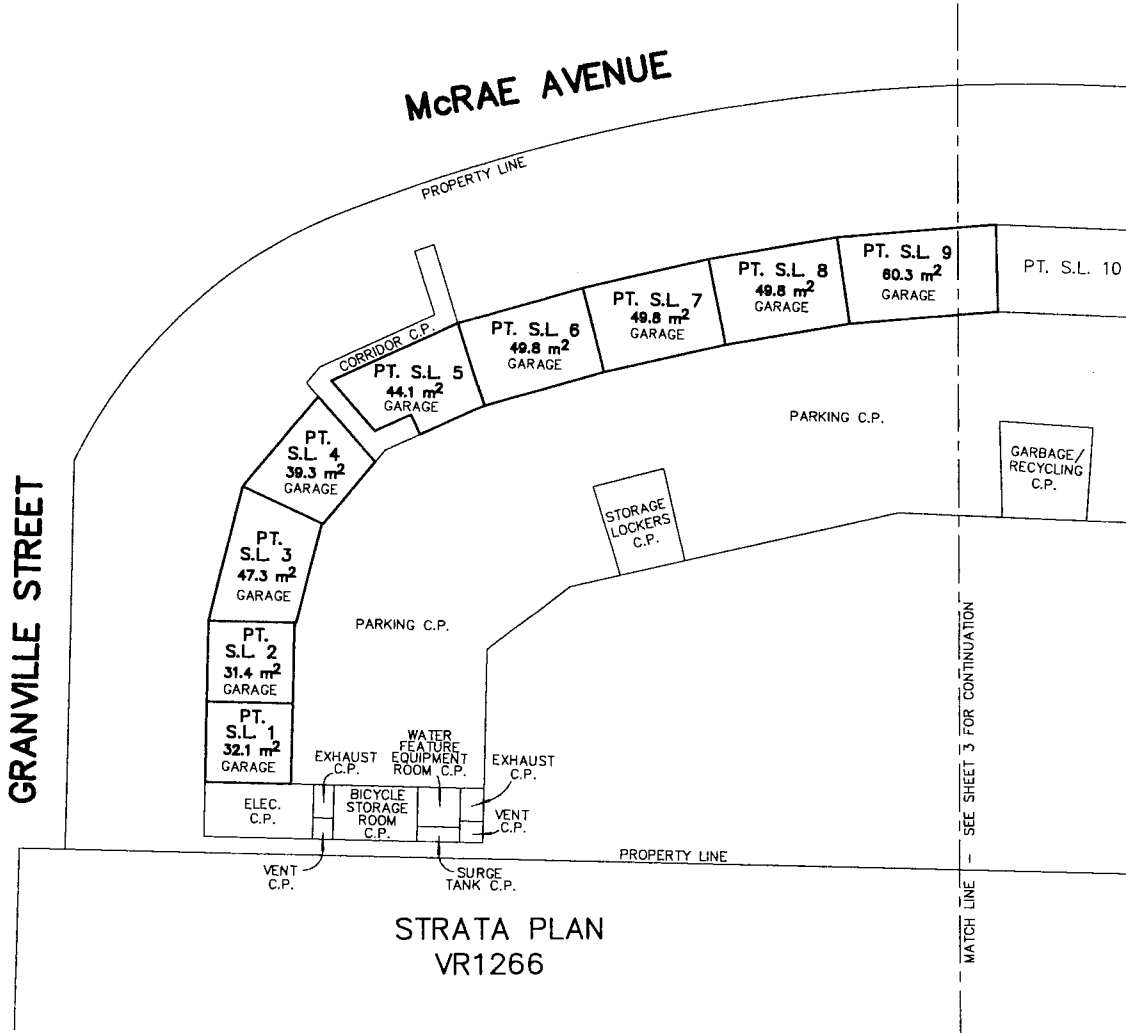 McRAE AVENUE
PROPERTY LINE
PT. S.L. 9
60.3 m²
GARAGE
PT. S.L. 10
PT. S.L. 8
49.8 m²
GARAGE
PT. S.L. 7
49.8 m²
GARAGE
PT. S.L. 6
49.8 m²
GARAGE
CORRIDOR C.P.
PT. S.L. 5
44.1 m²
GARAGE
PARKING C.P.
PT.
S.L. 4
39.3 m²
GARAGE
GARBAGE/
RECYCLING
C.P.
STORAGE
LOCKERS
C.P.
GRANVILLE STREET
PT.
S.L. 3
47.3 m²
GARAGE
PARKING C.P.
PT.
S.L. 2
31.4 m²
GARAGE
PT.
S.L. 1
32.1 m²
GARAGE
EXHAUST
C.P.
WATER
FEATURE
EQUIPMENT
ROOM C.P.
EXHAUST
C.P.
ELEC.
C.P.
BICYCLE
STORAGE
ROOM
C.P.
VENT
C.P.
VENT
C.P.
SURGE
TANK C.P.
PROPERTY LINE
MATCH LINE - SEE SHEET 3 FOR CONTINUATION
STRATA PLAN
VR1266